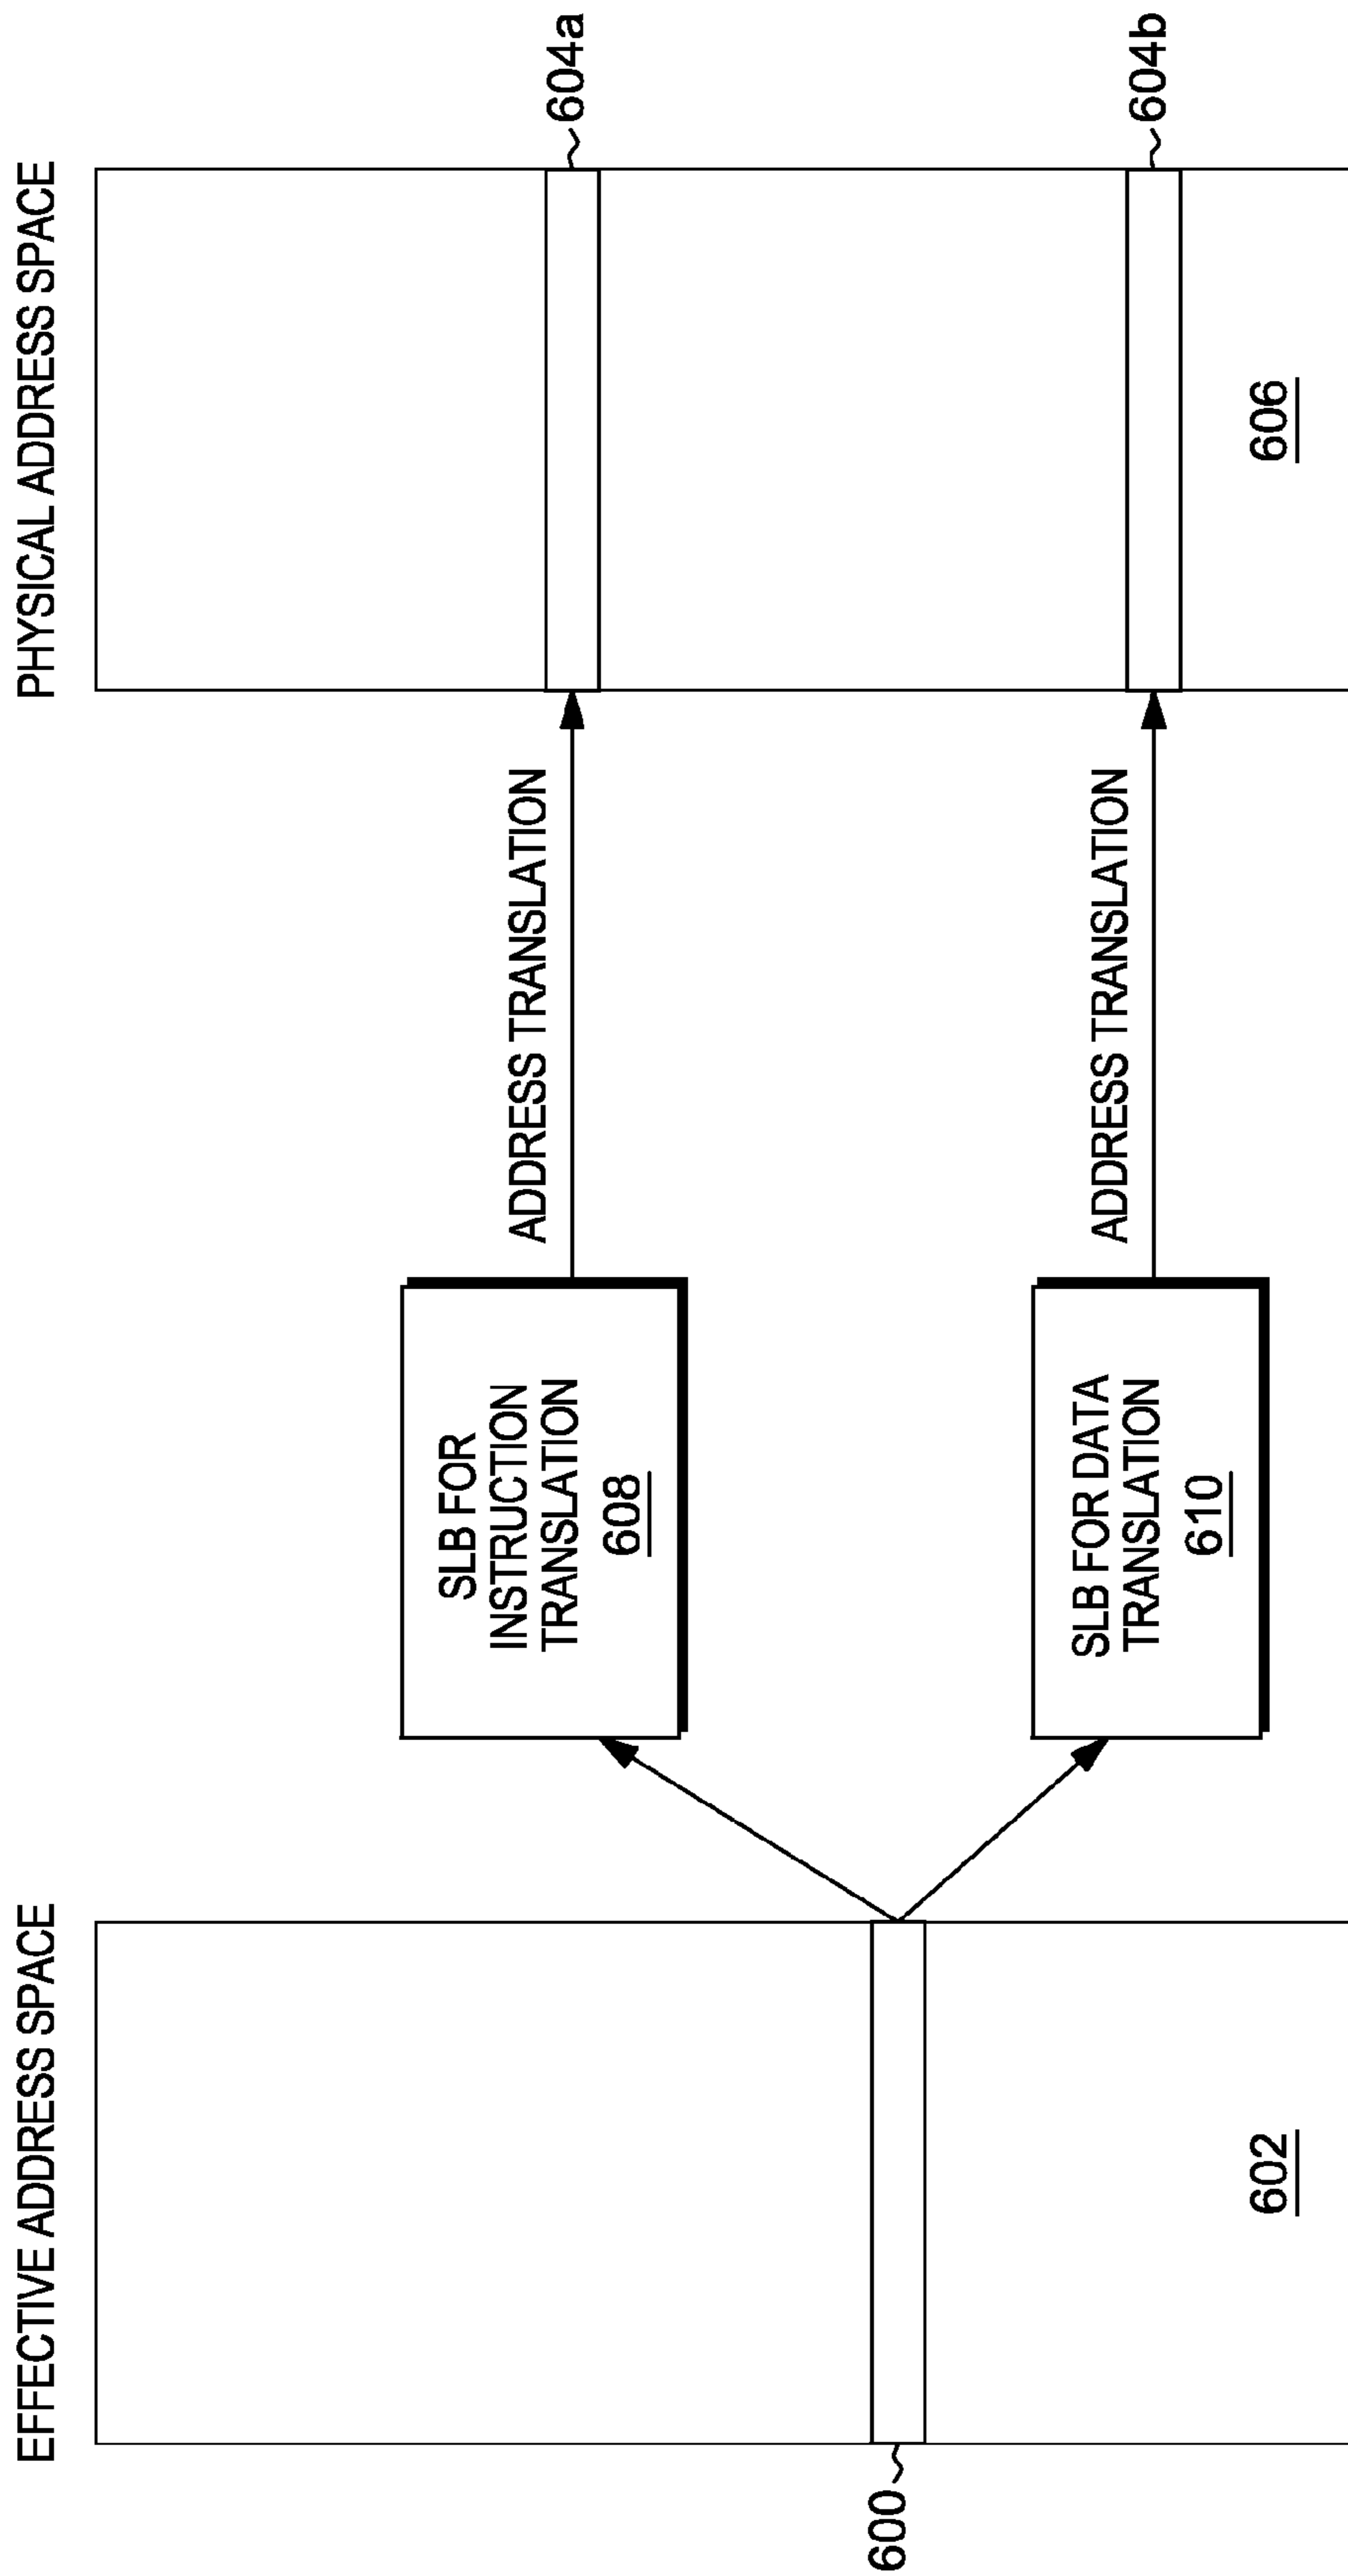 EFFECTIVE ADDRESS SPACE
PHYSICAL ADDRESS SPACE
SLB FOR
INSTRUCTION
TRANSLATION
608
ADDRESS TRANSLATION
604a
600
SLB FOR DATA
TRANSLATION
610
ADDRESS TRANSLATION
604b
602
606